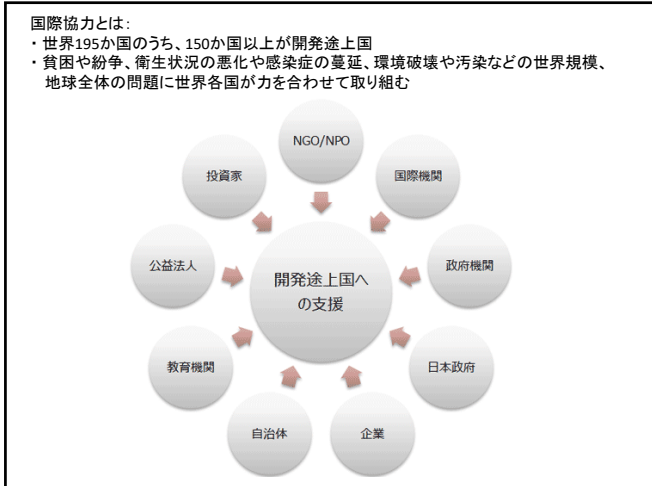 国際協力とは:
・世界195か国のうち、150か国以上が開発途上国
・貧困や紛争、衛生状況の悪化や感染症の蔓延、環境破壊や汚染などの世界規模、
地球全体の問題に世界各国が力を合わせて取り組む
NGO/NPO
投資家
国際機関
公益法人
開発途上国へ
の支援
政府機関
教育機関
日本政府
自治体
企業